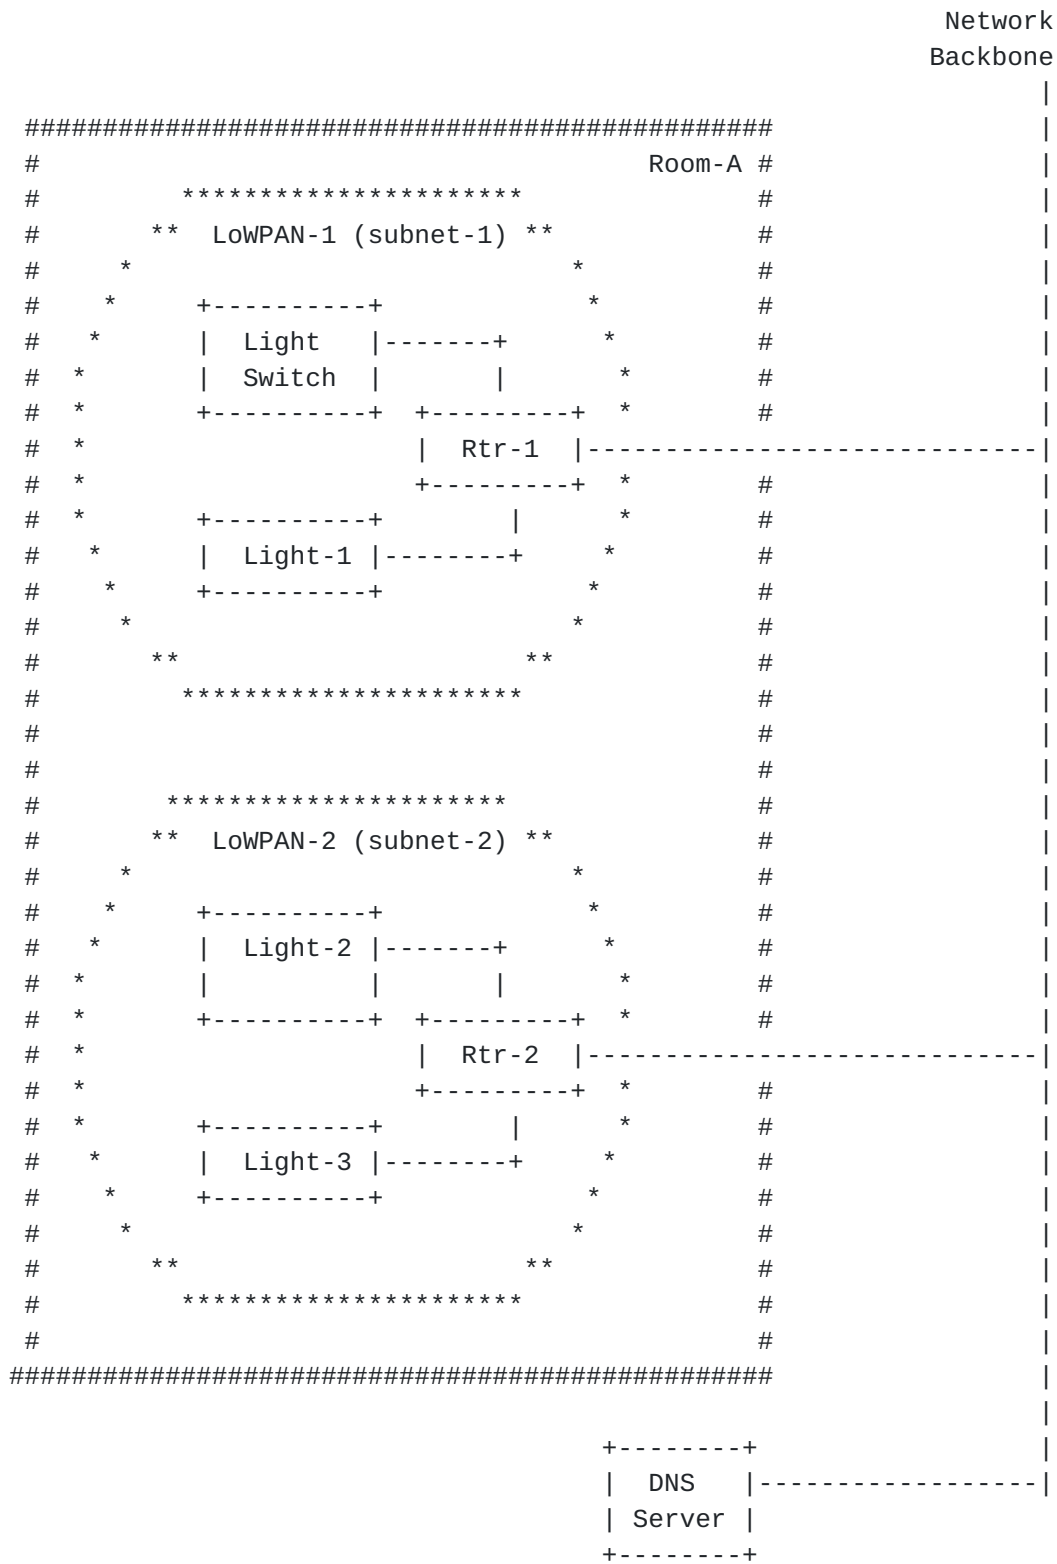 Network
Backbone
Room-A
LoWPAN-1 (subnet-1)
Light
Switch
Rtr-1
Light-1
LoWPAN-2 (subnet-2)
Light-2
Rtr-2
Light-3
DNS
Server